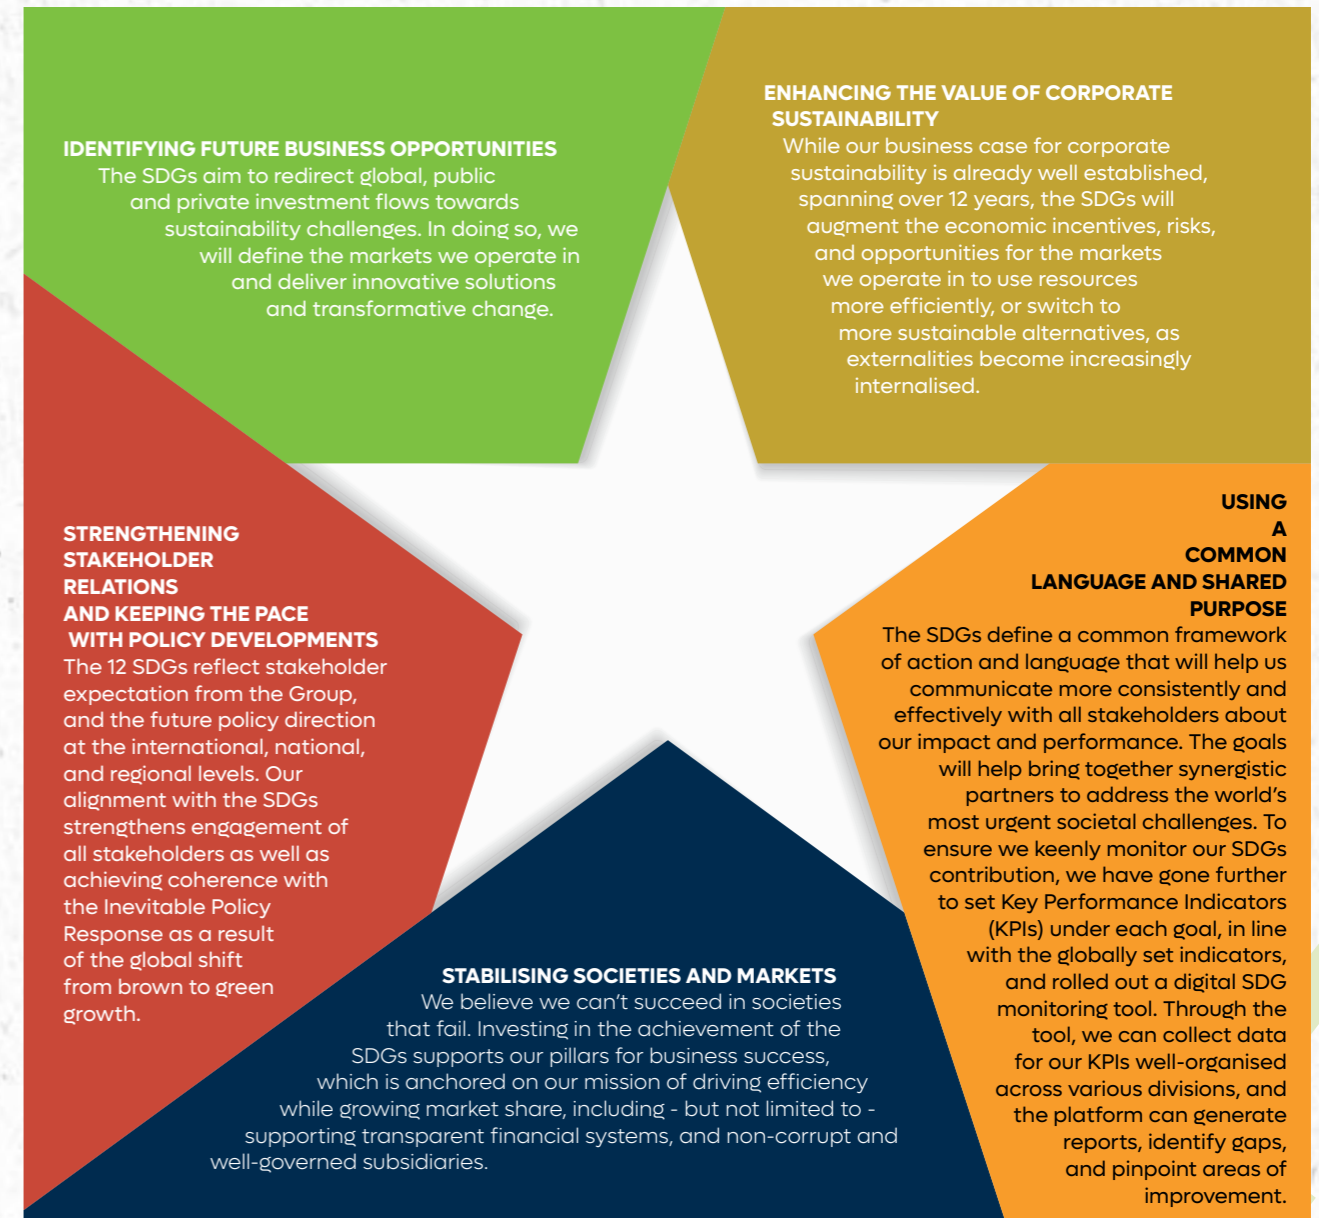 IDENTIFYING FUTURE BUSINESS OPPORTUNITIES
The SDGs aim to redirect global, public
and private investment flows towards
sustainability challenges. In doing so, we
will define the markets we operate in
and deliver innovative solutions
and transformative change.
ENHANCING THE VALUE OF CORPORATE
SUSTAINABILITY
While our business case for corporate
sustainability is already well established,
spanning over 12 years, the SDGs will
augment the economic incentives, risks,
and opportunities for the markets
we operate in to use resources
more efficiently, or switch to
more sustainable alternatives, as
externalities become increasingly
internalised.
STRENGTHENING
STAKEHOLDER
RELATIONS
AND KEEPING THE PACE
WITH POLICY DEVELOPMENTS
The 12 SDGs reflect stakeholder
expectation from the Group,
and the future policy direction
at the international, national,
and regional levels. Our
alignment with the SDGs
strengthens engagement of
all stakeholders as well as
achieving coherence with
the Inevitable Policy
Response as a result
of the global shift
from brown to green
growth.
USING
A
COMMON
LANGUAGE AND SHARED
PURPOSE
The SDGs define a common framework
of action and language that will help us
communicate more consistently and
effectively with all stakeholders about
our impact and performance. The goals
will help bring together synergistic
partners to address the world's
most urgent societal challenges. To
ensure we keenly monitor our SDGs
contribution, we have gone further
to set Key Performance Indicators
(KPIs) under each goal, in line
with the globally set indicators,
and rolled out a digital SDG
monitoring tool. Through the
tool, we can collect data
for our KPIs well-organised
across various divisions, and
the platform can generate
reports, identify gaps,
and pinpoint areas of
improvement.
STABILISING SOCIETIES AND MARKETS
We believe we can't succeed in societies
that fail. Investing in the achievement of the
SDGs supports our pillars for business success,
which is anchored on our mission of driving efficiency
while growing market share, including - but not limited to -
supporting transparent financial systems, and non-corrupt and
well-governed subsidiaries.